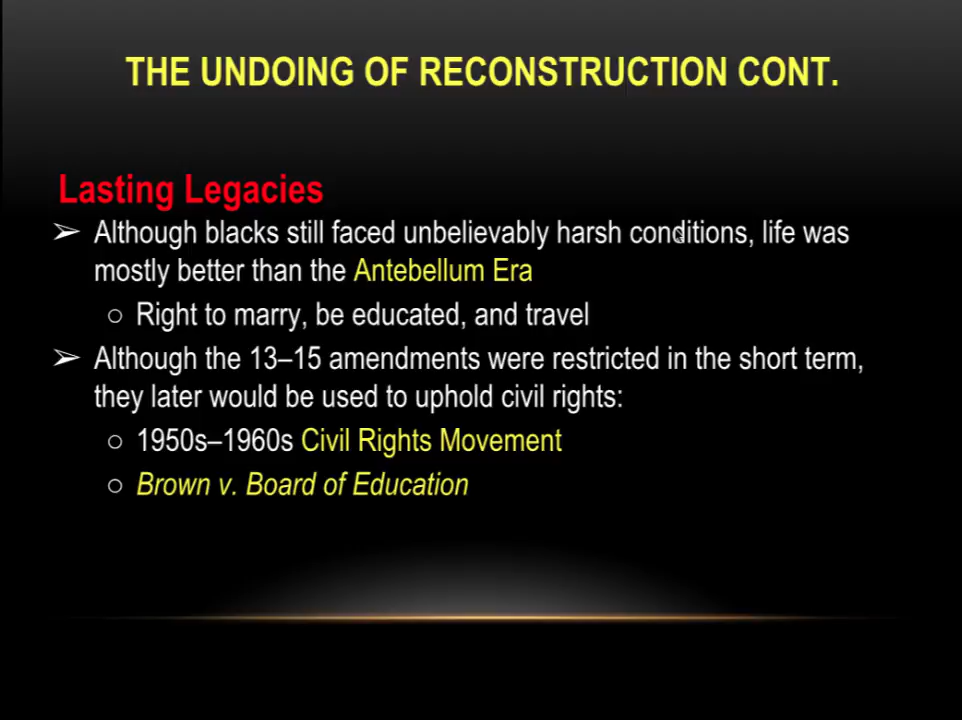 THE UNDOING OF RECONSTRUCTION CONT.
Lasting Legacies
➢ Although blacks still faced unbelievably harsh conditions, life was
mostly better than the Antebellum Era
○ Right to marry, be educated, and travel
➢ Although the 13–15 amendments were restricted in the short term,
they later would be used to uphold civil rights:
○ 1950s–1960s Civil Rights Movement
○ Brown v. Board of Education